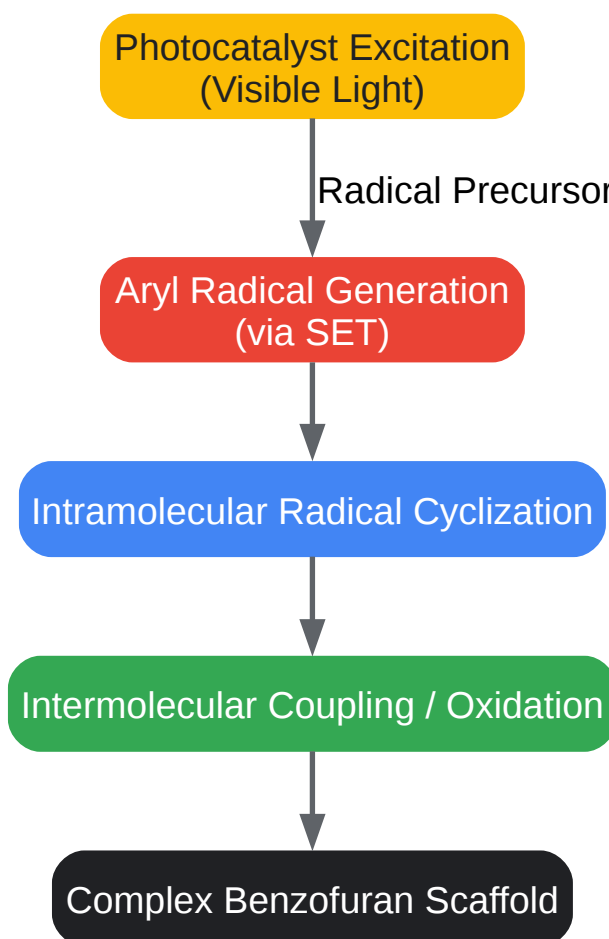 Photocatalyst Excitation
(Visible Light)
Radical Precursor
Aryl Radical Generation
(via SET)
Intramolecular Radical Cyclization
Intermolecular Coupling / Oxidation
Complex Benzofuran Scaffold